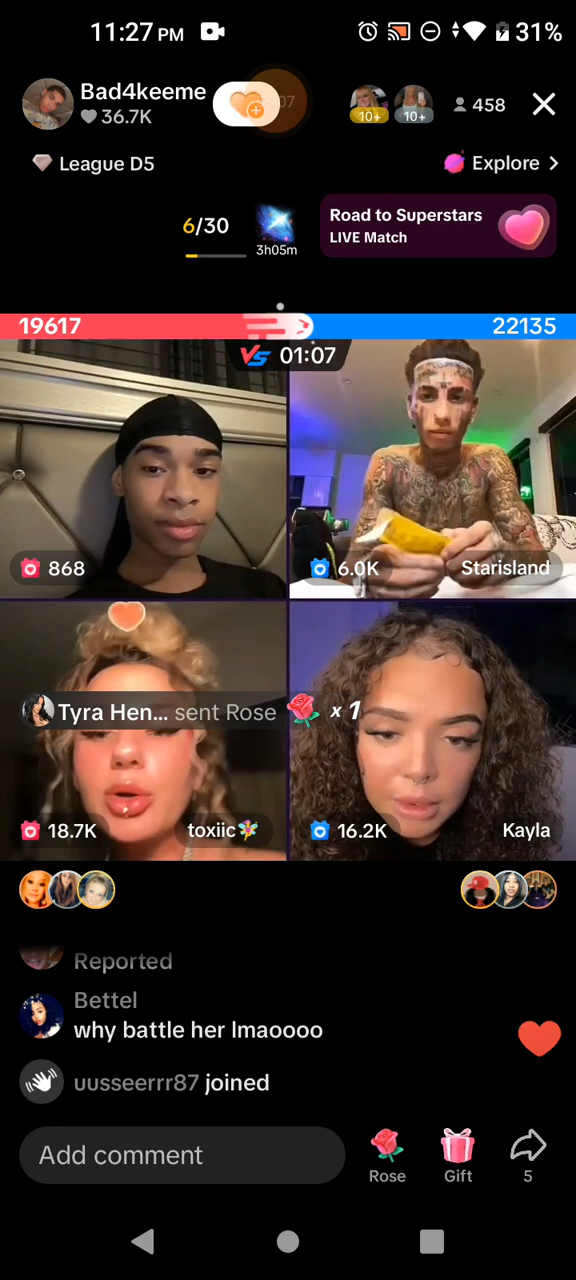 11:27 PM
31%
Bad4keeme
36.7K
10+
10+
458
League D5
Explore >
6/30
3h05m
Road to Superstars
LIVE Match
19617
22135
VS 01:07
868
6.0K
Starisland
Tyra Hen... sent Rose x 1
18.7K
toxiic
16.2K
Kayla
Reported
Bettel
why battle her lmaoooo
uusseerrr87 joined
Add comment
Rose
Gift
5